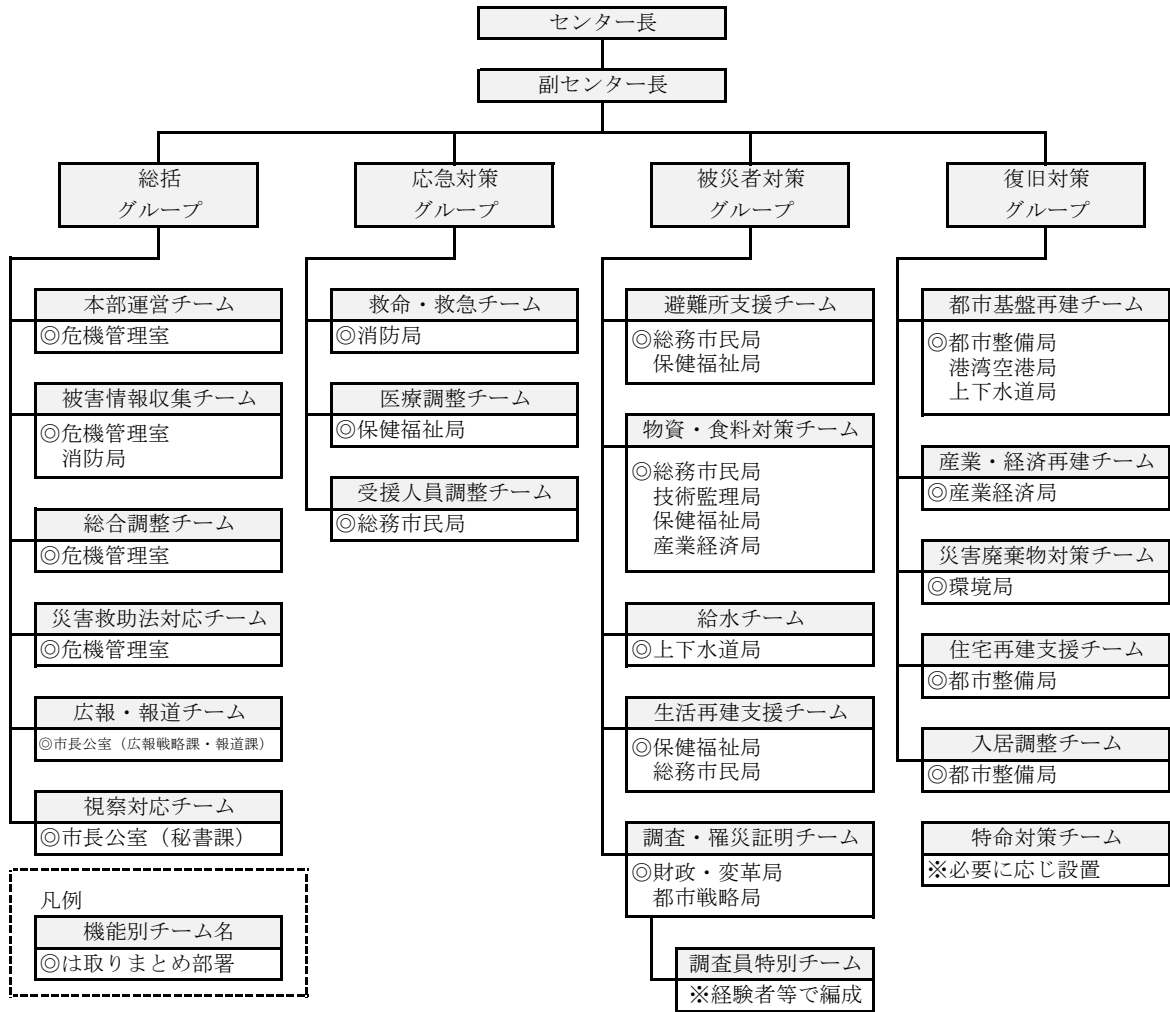 センター長
副センター長
総括
グループ
本部運営チーム
◎危機管理室
被害情報収集チーム
◎危機管理室
消防局
総合調整チーム
◎危機管理室
災害救助法対応チーム
◎危機管理室
広報・報道チーム
◎市長公室（広報戦略課・報道課）
視察対応チーム
◎市長公室（秘書課）
凡例
機能別チーム名
◎は取りまとめ部署
応急対策
グループ
救命・救急チーム
◎消防局
医療調整チーム
◎保健福祉局
受援人員調整チーム
◎総務市民局
被災者対策
グループ
避難所支援チーム
◎総務市民局
保健福祉局
物資・食料対策チーム
◎総務市民局
技術監理局
保健福祉局
産業経済局
給水チーム
◎上下水道局
生活再建支援チーム
◎保健福祉局
総務市民局
調査・罹災証明チーム
◎財政・変革局
都市戦略局
調査員特別チーム
※経験者等で編成
復旧対策
グループ
都市基盤再建チーム
◎都市整備局
港湾空港局
上下水道局
産業・経済再建チーム
◎産業経済局
災害廃棄物対策チーム
◎環境局
住宅再建支援チーム
◎都市整備局
入居調整チーム
◎都市整備局
特命対策チーム
※必要に応じ設置